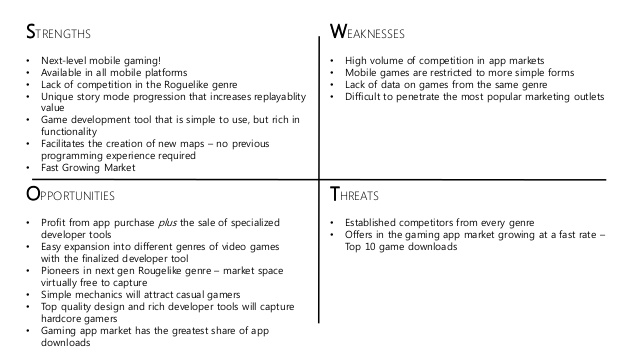 STRENGTHS
• Next-level mobile gaming!
• Available in all mobile platforms
• Lack of competition in the Roguelike genre
• Unique story mode progression that increases replayablity
value
• Game development tool that is simple to use, but rich in
functionality
• Facilitates the creation of new maps – no previous
programming experience required
• Fast Growing Market
WEAKNESSES
• High volume of competition in app markets
• Mobile games are restricted to more simple forms
• Lack of data on games from the same genre
• Difficult to penetrate the most popular marketing outlets
OPPORTUNITIES
• Profit from app purchase plus the sale of specialized
developer tools
• Easy expansion into different genres of video games
with the finalized developer tool
• Pioneers in next gen Rougelike genre – market space
virtually free to capture
• Simple mechanics will attract casual gamers
• Top quality design and rich developer tools will capture
hardcore gamers
• Gaming app market has the greatest share of app
downloads
THREATS
• Established competitors from every genre
• Offers in the gaming app market growing at a fast rate –
Top 10 game downloads